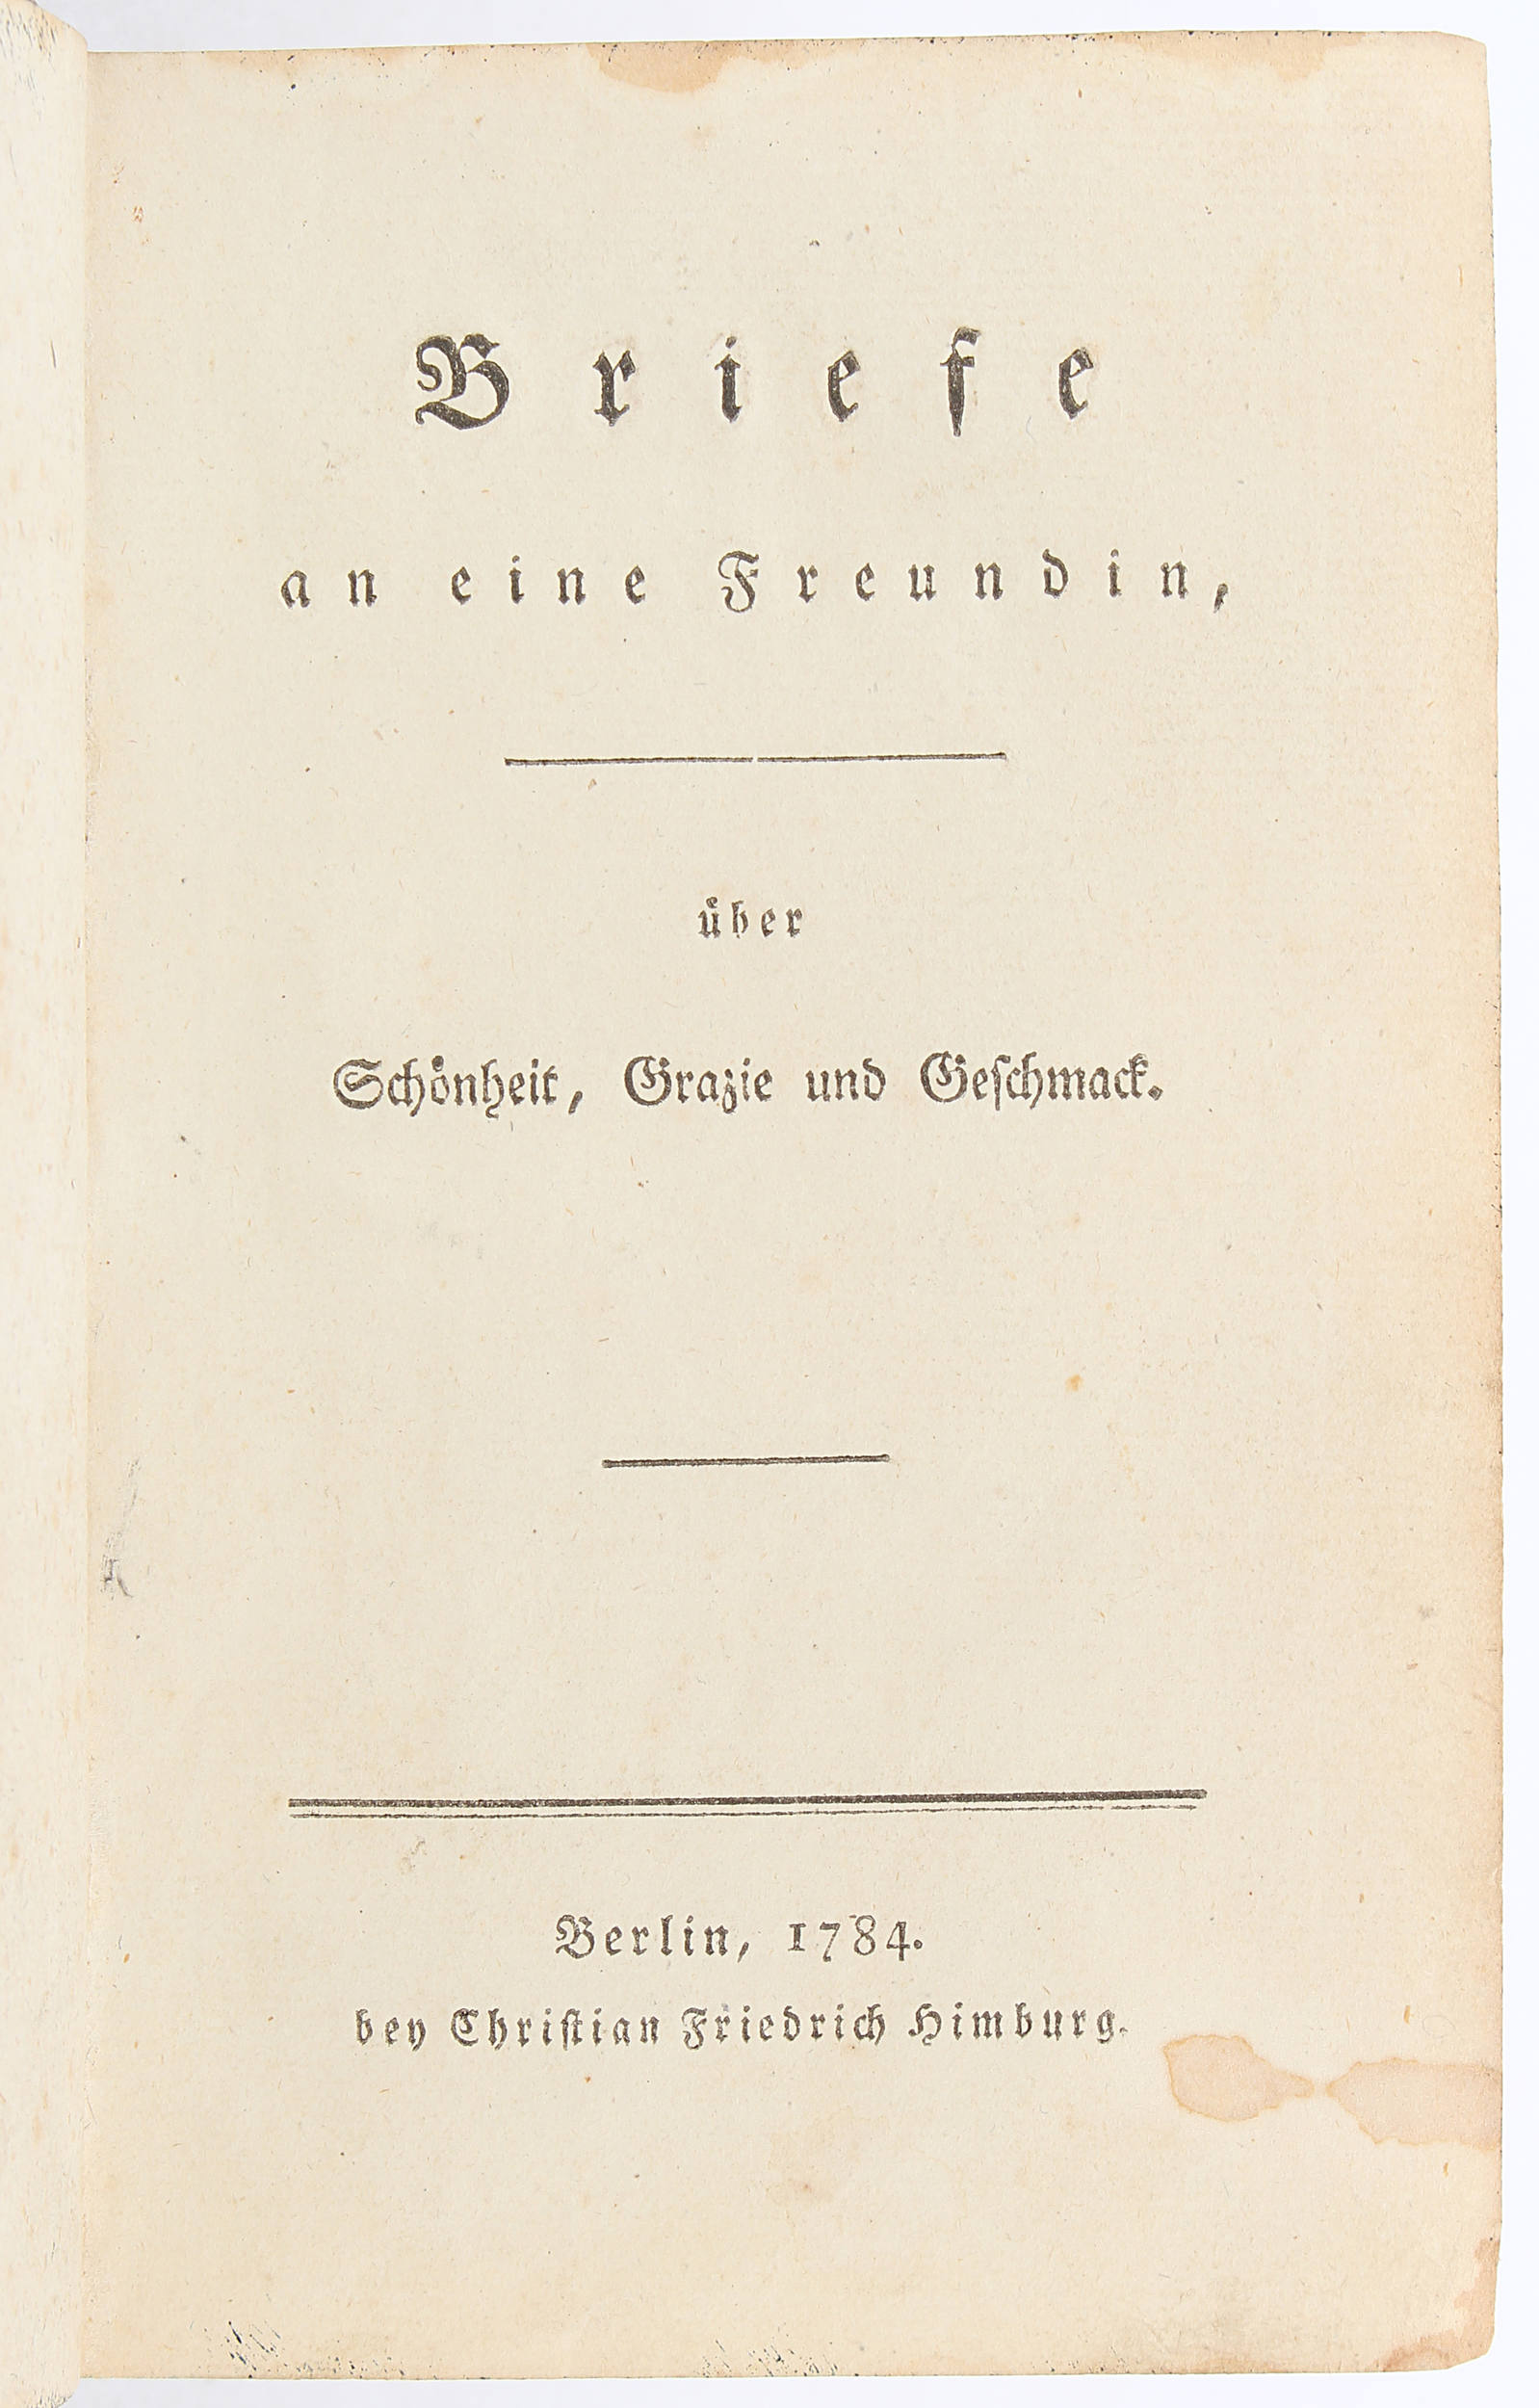 Briefe
an eine Freundin,
über
Schönheit, Grazie und Geſchmack.
Berlin, 1784.
bey Chriſtian Friedrich Himburg.